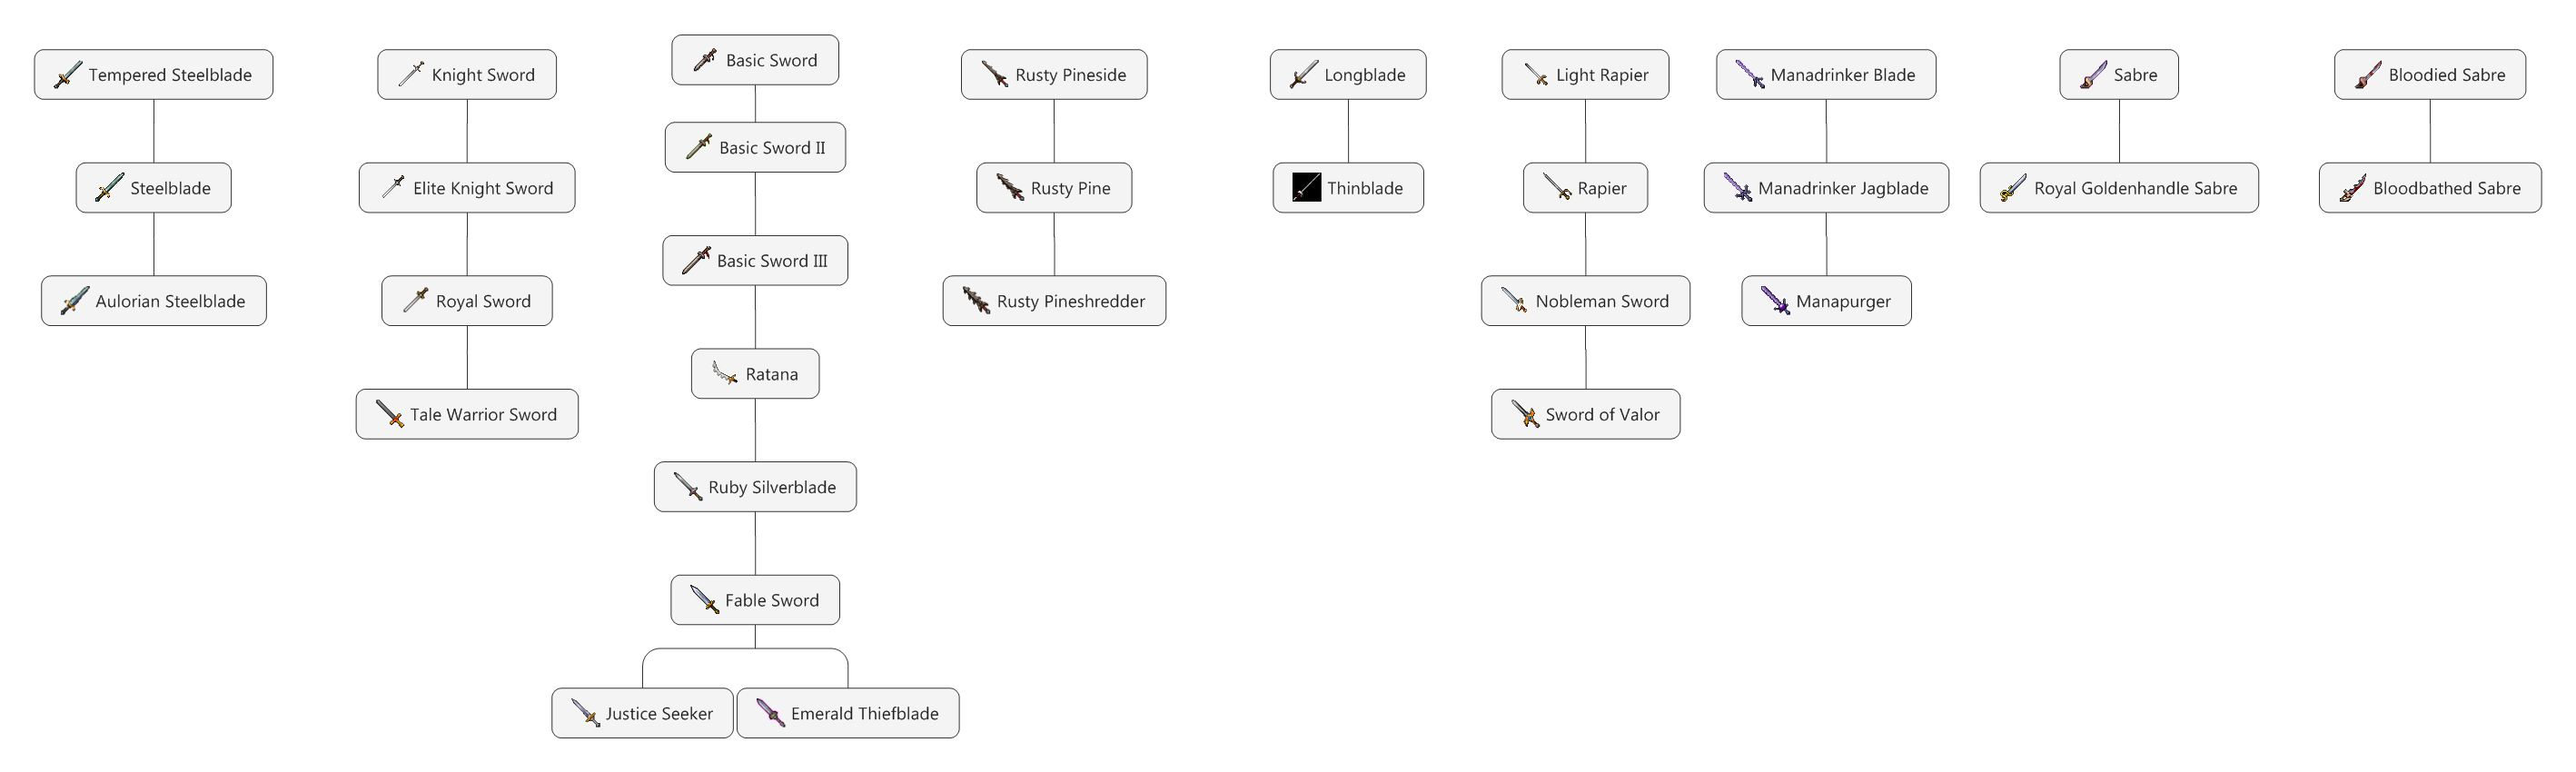 Tempered Steelblade
Steelblade
Aulorian Steelblade
Knight Sword
Elite Knight Sword
Royal Sword
Tale Warrior Sword
Basic Sword
Basic Sword II
Basic Sword III
Ratana
Ruby Silverblade
Fable Sword
Justice Seeker
Emerald Thiefblade
Rusty Pineside
Rusty Pine
Rusty Pineshredder
Longblade
Thinblade
Light Rapier
Rapier
Nobleman Sword
Sword of Valor
Manadrinker Blade
Manadrinker Jagblade
Manapurger
Sabre
Royal Goldenhandle Sabre
Bloodied Sabre
Bloodbathed Sabre